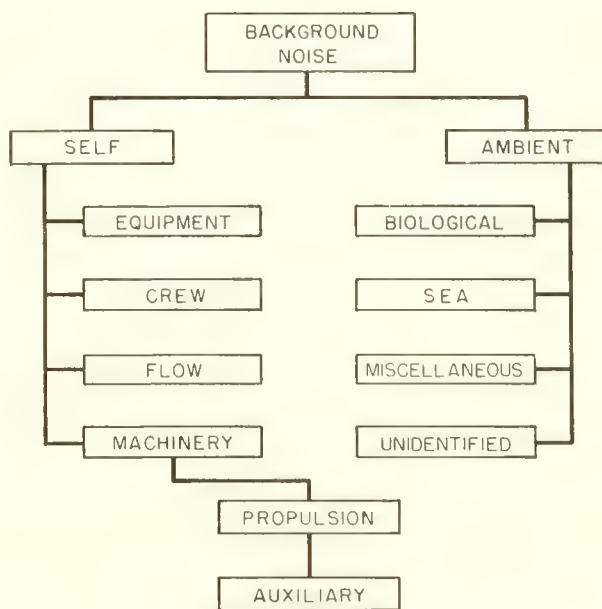 BACKGROUND
NOISE
SELF
AMBIENT
EQUIPMENT
BIOLOGICAL
CREW
SEA
FLOW
MISCELLANEOUS
MACHINERY
UNIDENTIFIED
PROPULSION
AUXILIARY